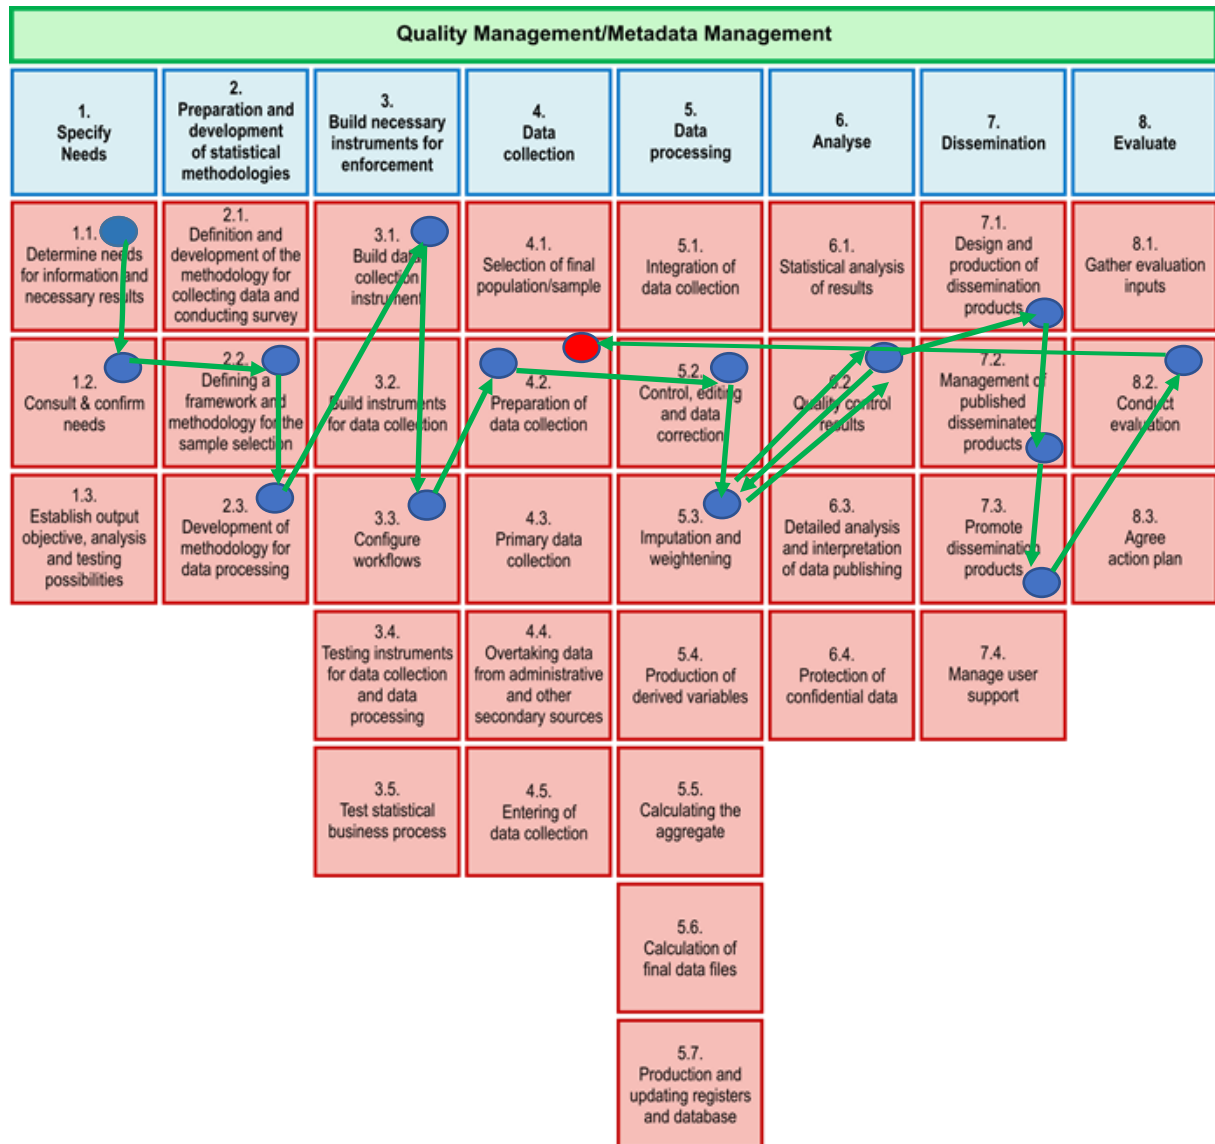 Quality Management/Metadata Management
1.
Specify
Needs
2.
Preparation and
development
of statistical
methodologies
3.
Build necessary
instruments for
enforcement
4.
Data
collection
5.
Data
processing
6.
Analyse
7.
Dissemination
8.
Evaluate
1.1.
Determine needs
for information and
necessary results
2.1.
Definition and
development of the
methodology for
collecting data and
conducting survey
3.1.
Build data
collection
instrument
4.1.
Selection of final
population/sample
5.1.
Integration of
data collection
6.1.
Statistical analysis
of results
7.1.
Design and
production of
dissemination
products
8.1.
Gather evaluation
inputs
1.2.
Consult & confirm
needs
2.2.
Defining a
framework and
methodology for the
sample selection
3.2.
Build instruments
for data collection
4.2.
Preparation of
data collection
5.2.
Control, editing
and data
correction
6.2.
Quality control
results
7.2.
Management of
published
disseminated
products
8.2.
Conduct
evaluation
1.3.
Establish output
objective, analysis
and testing
possibilities
2.3.
Development of
methodology for
data processing
3.3.
Configure
workflows
4.3.
Primary data
collection
5.3.
Imputation and
weightening
6.3.
Detailed analysis
and interpretation
of data publishing
7.3.
Promote
dissemination
products
8.3.
Agree
action plan
3.4.
Testing instruments
for data collection
and data
processing
4.4.
Overtaking data
from administrative
and other
secondary sources
5.4.
Production of
derived variables
6.4.
Protection of
confidential data
7.4.
Manage user
support
3.5.
Test statistical
business process
4.5.
Entering of
data collection
5.5.
Calculating the
aggregate
5.6.
Calculation of
final data files
5.7.
Production and
updating registers
and database